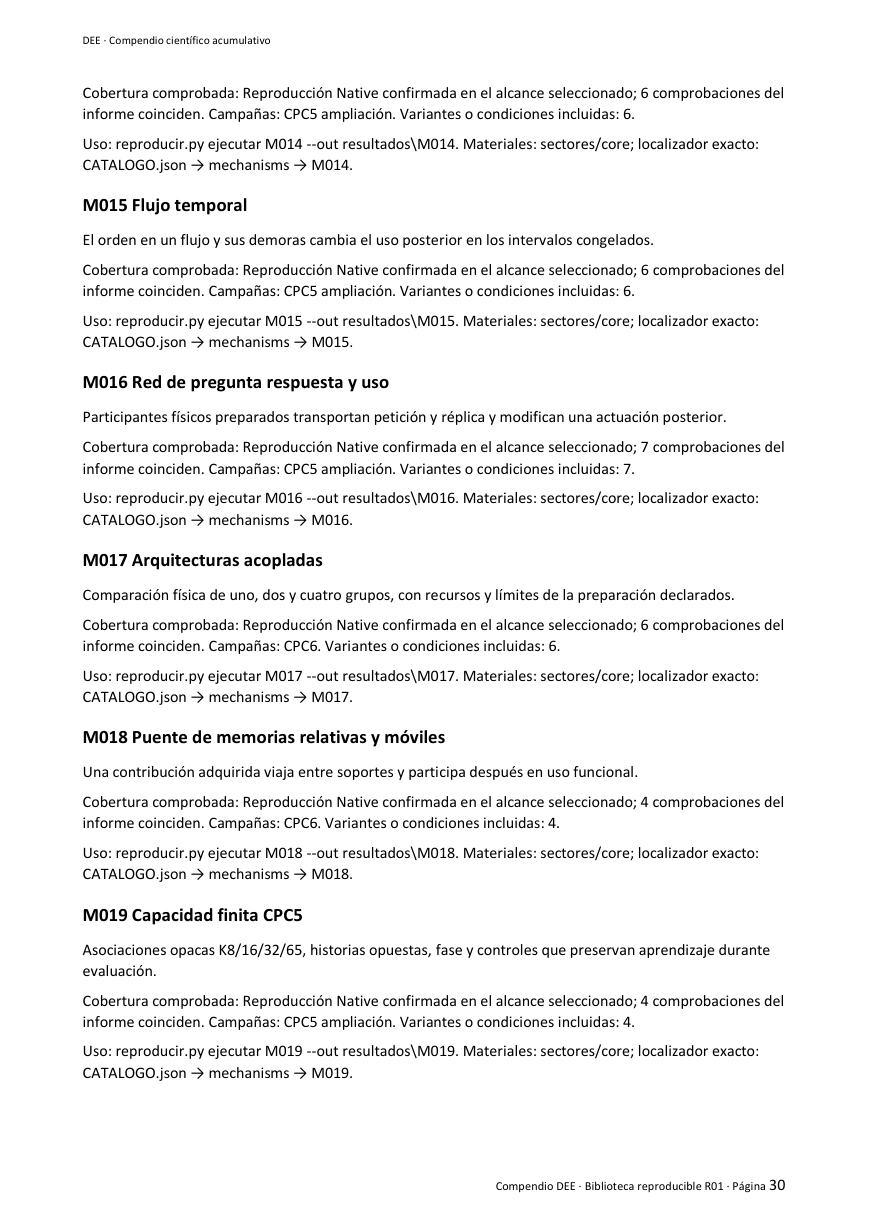 DEE · Compendio científico acumulativo
Cobertura comprobada: Reproducción Native confirmada en el alcance seleccionado; 6 comprobaciones del
informe coinciden. Campañas: CPC5 ampliación. Variantes o condiciones incluidas: 6.
Uso: reproducir.py ejecutar M014 --out resultados\M014. Materiales: sectores/core; localizador exacto:
CATALOGO.json → mechanisms → M014.
M015 Flujo temporal
El orden en un flujo y sus demoras cambia el uso posterior en los intervalos congelados.
Cobertura comprobada: Reproducción Native confirmada en el alcance seleccionado; 6 comprobaciones del
informe coinciden. Campañas: CPC5 ampliación. Variantes o condiciones incluidas: 6.
Uso: reproducir.py ejecutar M015 --out resultados\M015. Materiales: sectores/core; localizador exacto:
CATALOGO.json → mechanisms → M015.
M016 Red de pregunta respuesta y uso
Participantes físicos preparados transportan petición y réplica y modifican una actuación posterior.
Cobertura comprobada: Reproducción Native confirmada en el alcance seleccionado; 7 comprobaciones del
informe coinciden. Campañas: CPC5 ampliación. Variantes o condiciones incluidas: 7.
Uso: reproducir.py ejecutar M016 --out resultados\M016. Materiales: sectores/core; localizador exacto:
CATALOGO.json → mechanisms → M016.
M017 Arquitecturas acopladas
Comparación física de uno, dos y cuatro grupos, con recursos y límites de la preparación declarados.
Cobertura comprobada: Reproducción Native confirmada en el alcance seleccionado; 6 comprobaciones del
informe coinciden. Campañas: CPC6. Variantes o condiciones incluidas: 6.
Uso: reproducir.py ejecutar M017 --out resultados\M017. Materiales: sectores/core; localizador exacto:
CATALOGO.json → mechanisms → M017.
M018 Puente de memorias relativas y móviles
Una contribución adquirida viaja entre soportes y participa después en uso funcional.
Cobertura comprobada: Reproducción Native confirmada en el alcance seleccionado; 4 comprobaciones del
informe coinciden. Campañas: CPC6. Variantes o condiciones incluidas: 4.
Uso: reproducir.py ejecutar M018 --out resultados\M018. Materiales: sectores/core; localizador exacto:
CATALOGO.json → mechanisms → M018.
M019 Capacidad finita CPC5
Asociaciones opacas K8/16/32/65, historias opuestas, fase y controles que preservan aprendizaje durante
evaluación.
Cobertura comprobada: Reproducción Native confirmada en el alcance seleccionado; 4 comprobaciones del
informe coinciden. Campañas: CPC5 ampliación. Variantes o condiciones incluidas: 4.
Uso: reproducir.py ejecutar M019 --out resultados\M019. Materiales: sectores/core; localizador exacto:
CATALOGO.json → mechanisms → M019.
Compendio DEE · Biblioteca reproducible R01 · Página 30